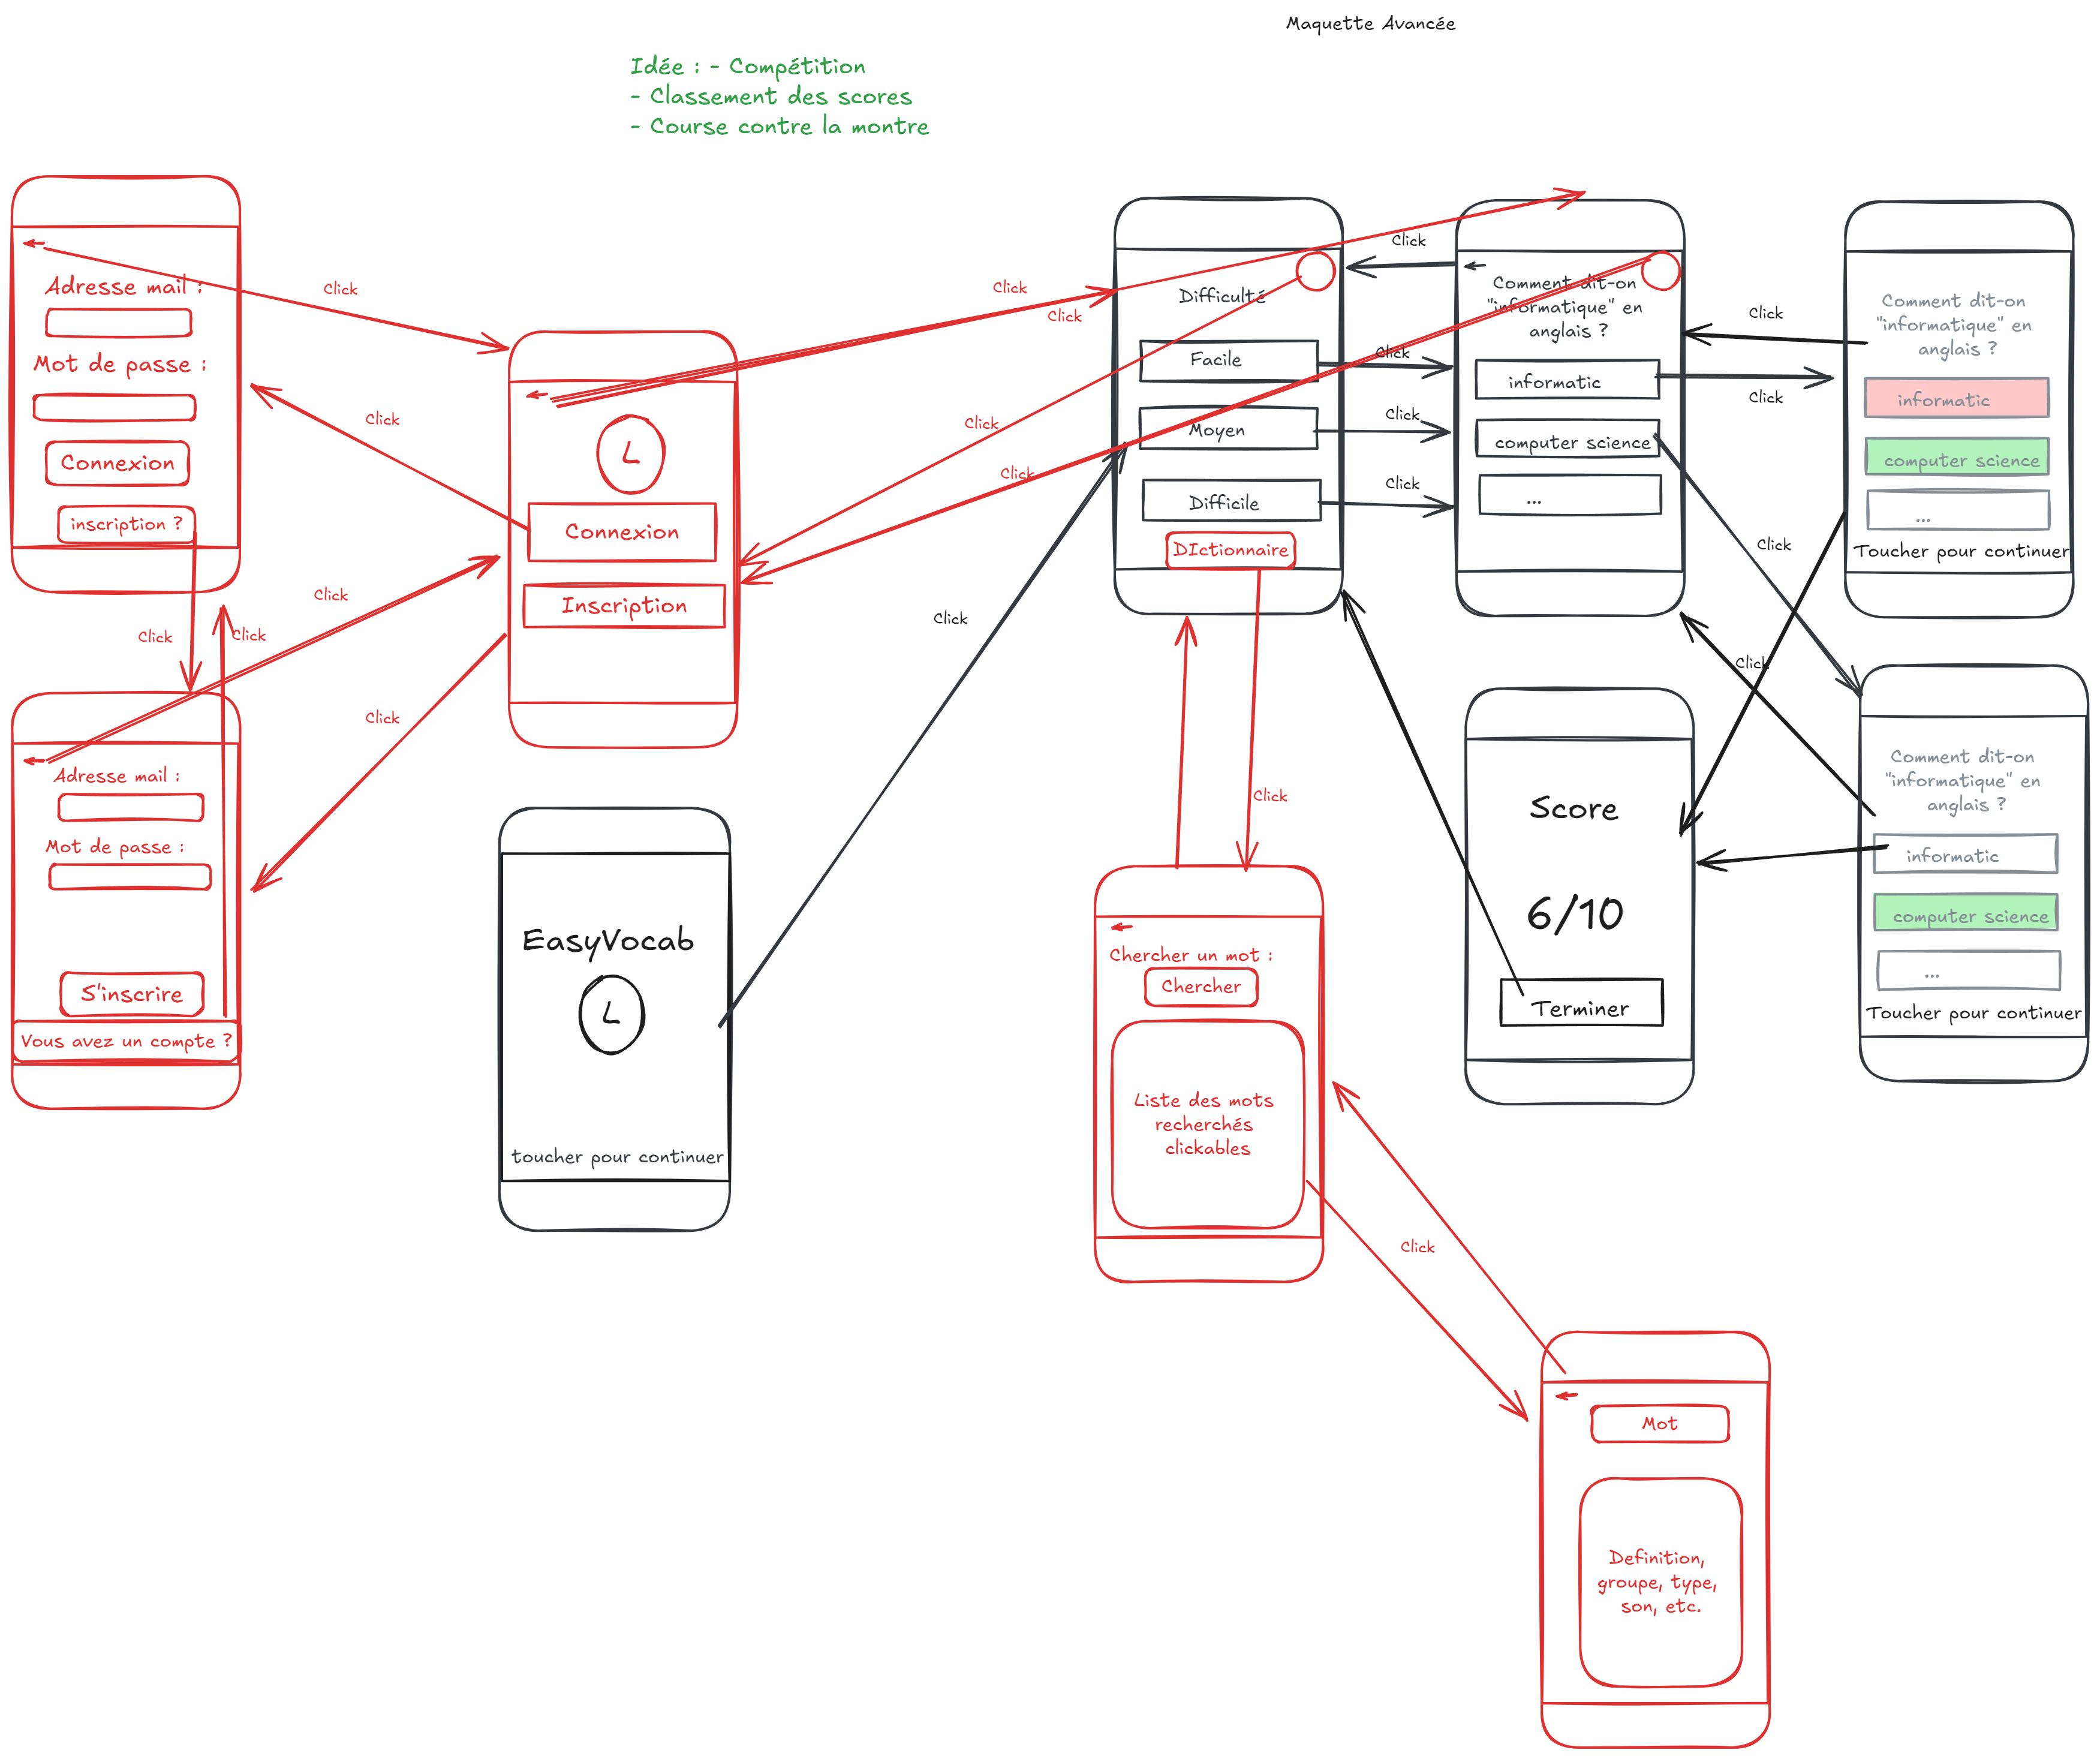 Maquette Avancée
Idée : - Compétition
- Classement des scores
- Course contre la montre
Adresse mail :
Mot de passe :
Connexion
inscription ?
Click
Click
Click
Click
Click
Click
Adresse mail :
Mot de passe :
S'inscrire
Vous avez un compte ?
L
Connexion
Inscription
EasyVocab
L
toucher pour continuer
Click
Click
Click
Click
Click
Difficulté
Facile
Moyen
Difficile
DIctionnaire
Click
Click
Click
Click
Comment dit-on
"informatique" en
anglais ?
informatic
computer science
...
Click
Click
Click
Click
Comment dit-on
"informatique" en
anglais ?
informatic
computer science
...
Toucher pour continuer
Score
6/10
Terminer
Comment dit-on
"informatique" en
anglais ?
informatic
computer science
...
Toucher pour continuer
Click
Chercher un mot :
Chercher
Liste des mots
recherchés
clickables
Click
Mot
Definition,
groupe, type,
son, etc.